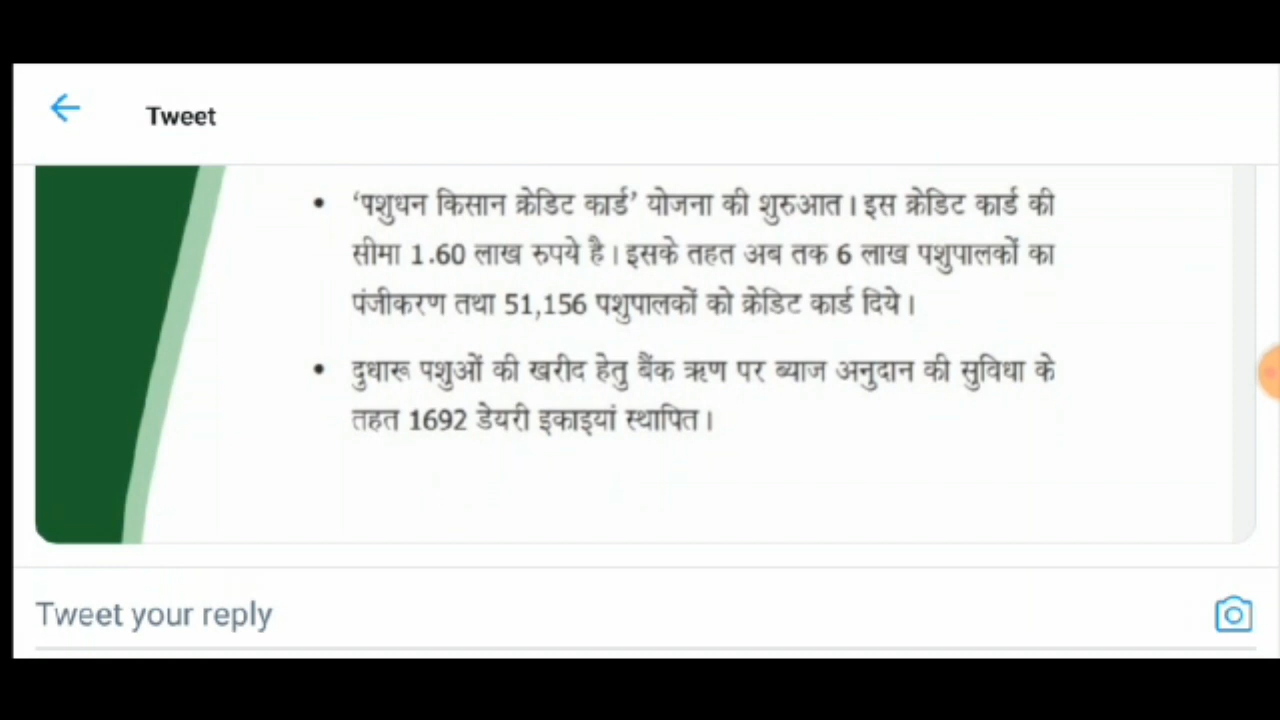 Tweet
• ‘पशुधन किसान क्रेडिट कार्ड’ योजना की शुरुआत। इस क्रेडिट कार्ड की
सीमा 1.60 लाख रुपये है। इसके तहत अब तक 6 लाख पशुपालकों का
पंजीकरण तथा 51,156 पशुपालकों को क्रेडिट कार्ड दिये।
• दुधारू पशुओं की खरीद हेतु बैंक ऋण पर ब्याज अनुदान की सुविधा के
तहत 1692 डेयरी इकाइयां स्थापित।
Tweet your reply